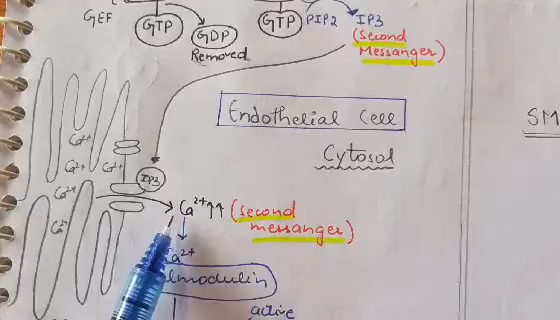 GEF
GTP
GDP
Removed
GTP
PIP2
IP3
(second
Messanger)
Endothelial Cell
Cytosol
SM
Ca2+
Ca2+
Ca2+
Ca2+
Ca2+
IP3
Ca2+↑↑ (second
messanger)
Ca2+
lmodulin
active